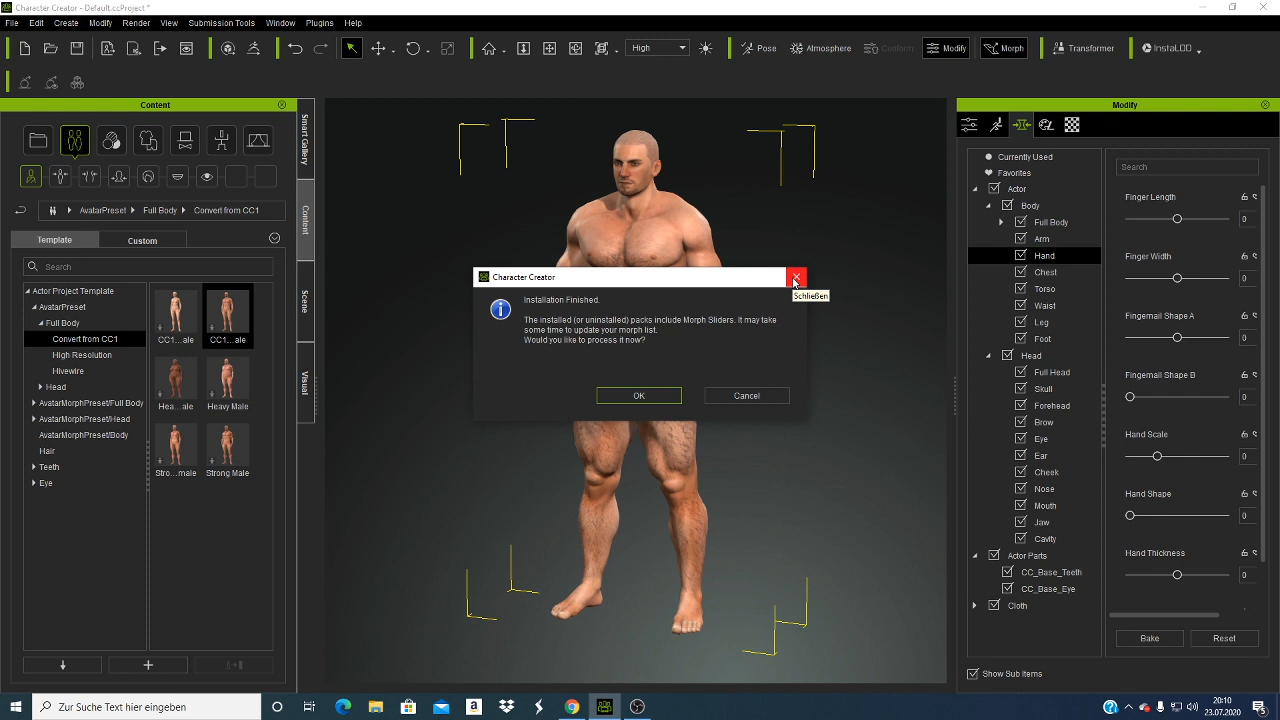 Character Creator - Default.ccProject *
File Edit Create Modify Render View Submission Tools Window Plugins Help
High Pose Atmosphere Conform Modify Morph Transformer InstaLOD
Content
AvatarPreset Full Body Convert from CC1
Template Custom
Search
Actor Project Template
AvatarPreset
Full Body
Convert from CC1
High Resolution
Hivewire
Head
AvatarMorphPreset/Full Body
AvatarMorphPreset/Head
AvatarMorphPreset/Body
Hair
Teeth
Eye
CC1...ale CC1...ale
Hea...ale Heavy Male
Stro...male Strong Male
Smart Gallery
Content
Scene
Visual
Character Creator
Schließen
Installation Finished.
The installed (or uninstalled) packs include Morph Sliders. It may take
some time to update your morph list.
Would you like to process it now?
OK Cancel
Modify
Currently Used
Favorites
Actor
Body
Full Body
Arm
Hand
Chest
Torso
Waist
Leg
Foot
Head
Full Head
Skull
Forehead
Brow
Eye
Ear
Cheek
Nose
Mouth
Jaw
Cavity
Actor Parts
CC_Base_Teeth
CC_Base_Eye
Cloth
Show Sub Items
Search
Finger Length
0
Finger Width
0
Fingernail Shape A
0
Fingernail Shape B
0
Hand Scale
0
Hand Shape
0
Hand Thickness
0
Bake Reset
Zur Suche Text hier eingeben
20:10
23.07.2020